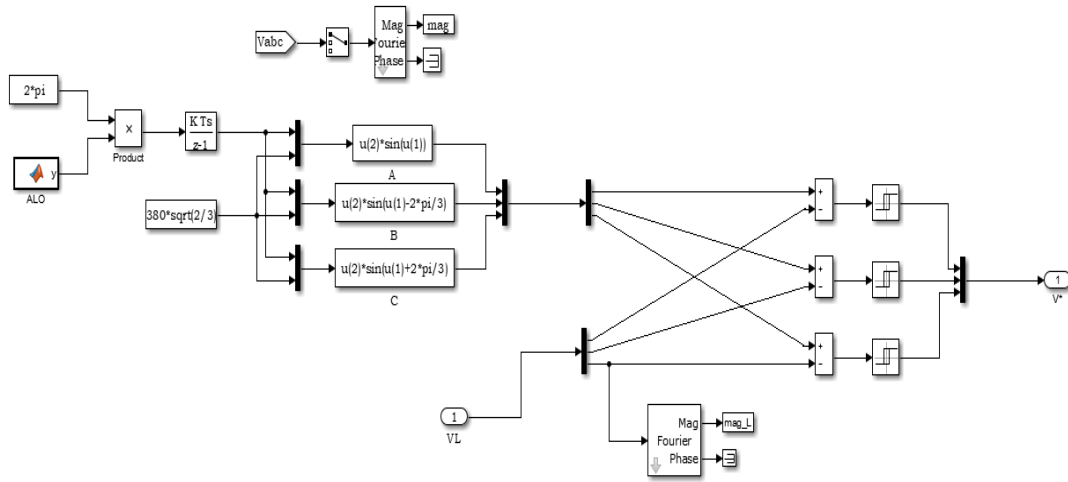 Vabc
Mag
Fourie
Phase
mag
2*pi
×
Product
K Ts
z-1
y
ALO
380*sqrt(2/3)
u(2)*sin(u(1))
A
u(2)*sin(u(1)-2*pi/3)
B
u(2)*sin(u(1)+2*pi/3)
C
+
−
+
−
+
−
1
V*
1
VL
Mag
Fourier
Phase
mag_L